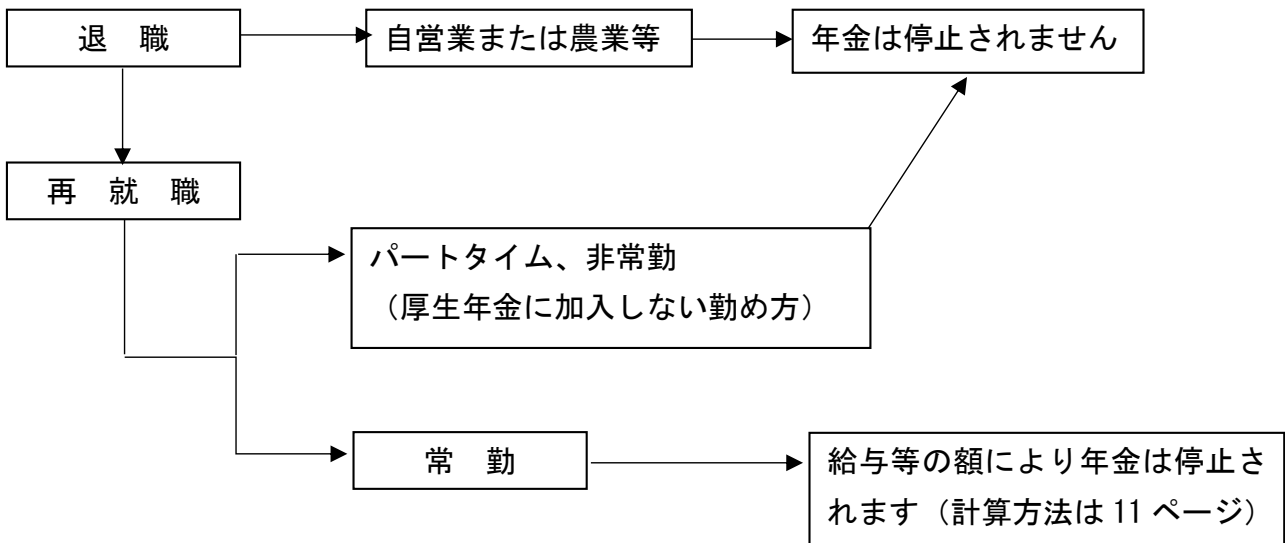 退　職
自営業または農業等
年金は停止されません
再　就　職
パートタイム、非常勤
（厚生年金に加入しない勤め方）
常　勤
給与等の額により年金は停止さ
れます（計算方法は 11 ページ）